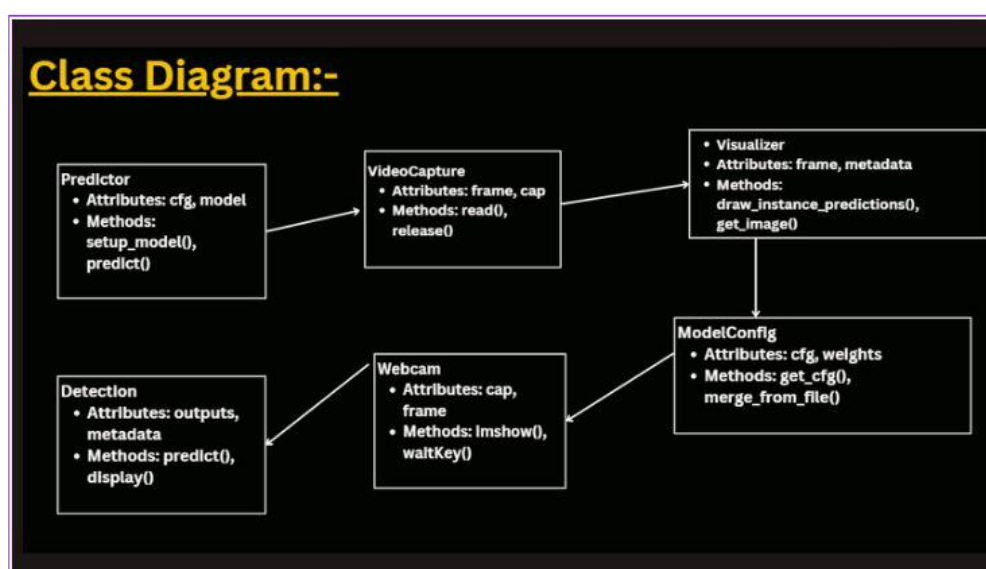 Class Diagram:-
Predictor
• Attributes: cfg, model
• Methods:
setup_model(),
predict()
VideoCapture
• Attributes: frame, cap
• Methods: read(),
release()
• Visualizer
• Attributes: frame, metadata
• Methods:
draw_instance_predictions(),
get_image()
ModelConfig
• Attributes: cfg, weights
• Methods: get_cfg(),
merge_from_file()
Webcam
• Attributes: cap,
frame
• Methods: imshow(),
waitKey()
Detection
• Attributes: outputs,
metadata
• Methods: predict(),
display()